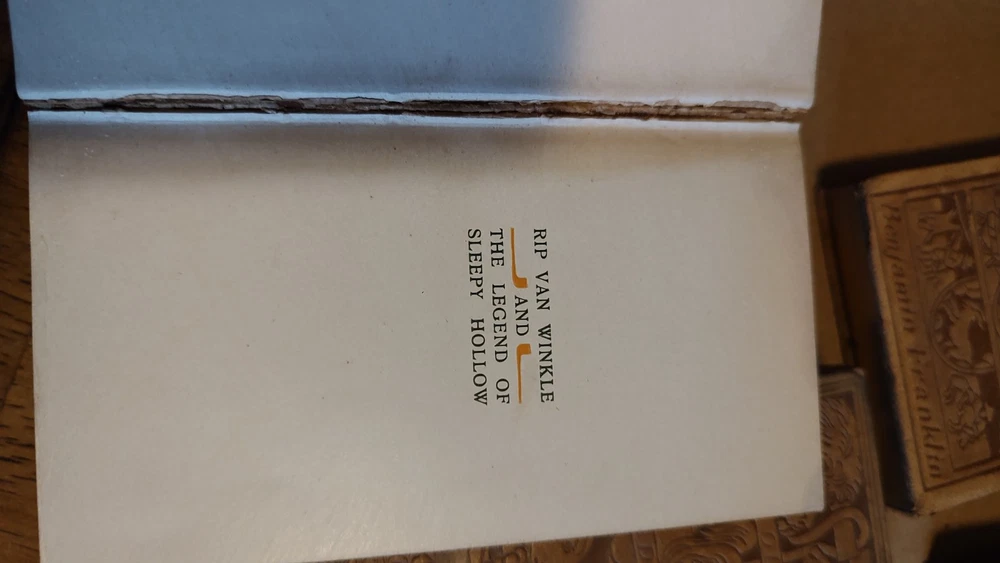 RIP VAN WINKLE
AND
THE LEGEND OF
SLEEPY HOLLOW
Benjamin Franklin